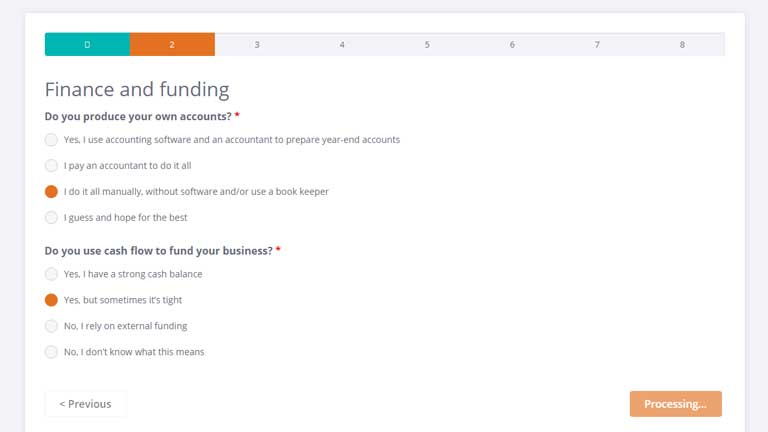 2
3
4
5
6
7
8
Finance and funding
Do you produce your own accounts? *
Yes, I use accounting software and an accountant to prepare year-end accounts
I pay an accountant to do it all
I do it all manually, without software and/or use a book keeper
I guess and hope for the best
Do you use cash flow to fund your business? *
Yes, I have a strong cash balance
Yes, but sometimes it's tight
No, I rely on external funding
No, I don't know what this means
< Previous
Processing...